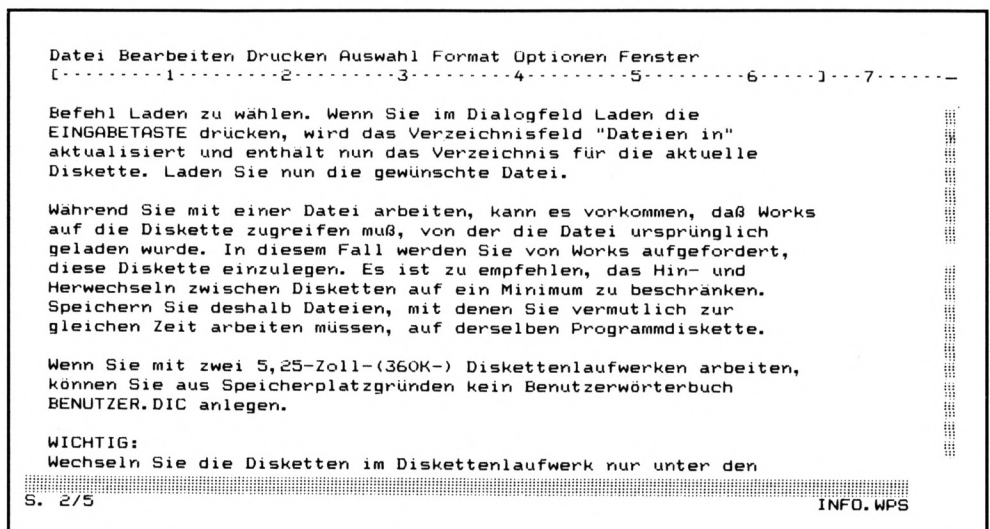 Datei Bearbeiten Drucken Auswahl Format Optionen Fenster
[·········1·········2·········3·········4·········5·········6·····]···7······—
Befehl Laden zu wählen. Wenn Sie im Dialogfeld Laden die
EINGABETASTE drücken, wird das Verzeichnisfeld "Dateien in"
aktualisiert und enthält nun das Verzeichnis für die aktuelle
Diskette. Laden Sie nun die gewünschte Datei.
Während Sie mit einer Datei arbeiten, kann es vorkommen, daß Works
auf die Diskette zugreifen muß, von der die Datei ursprünglich
geladen wurde. In diesem Fall werden Sie von Works aufgefordert,
diese Diskette einzulegen. Es ist zu empfehlen, das Hin- und
Herwechseln zwischen Disketten auf ein Minimum zu beschränken.
Speichern Sie deshalb Dateien, mit denen Sie vermutlich zur
gleichen Zeit arbeiten müssen, auf derselben Programmdiskette.
Wenn Sie mit zwei 5,25-Zoll-(360K-) Diskettenlaufwerken arbeiten,
können Sie aus Speicherplatzgründen kein Benutzerwörterbuch
BENUTZER.DIC anlegen.
WICHTIG:
Wechseln Sie die Disketten im Diskettenlaufwerk nur unter den
S. 2/5 INFO.WPS